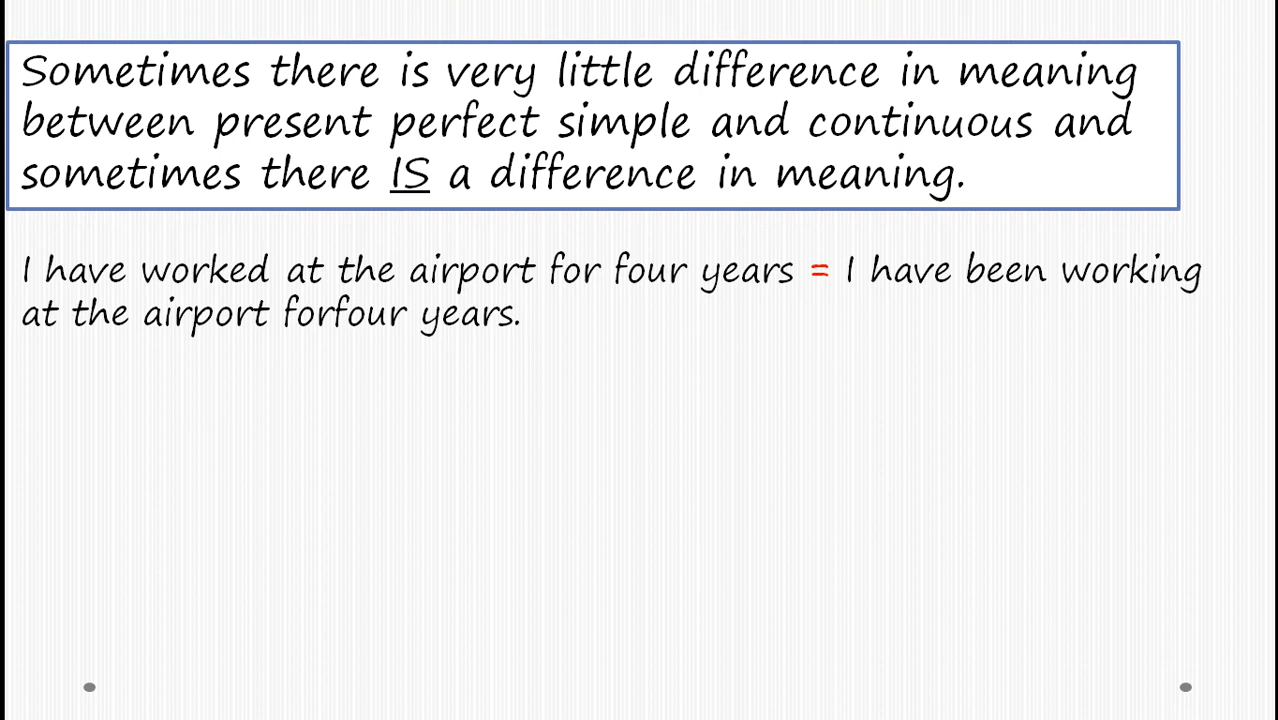 Sometimes there is very little difference in meaning
between present perfect simple and continuous and
sometimes there IS a difference in meaning.
I have worked at the airport for four years = I have been working
at the airport forfour years.